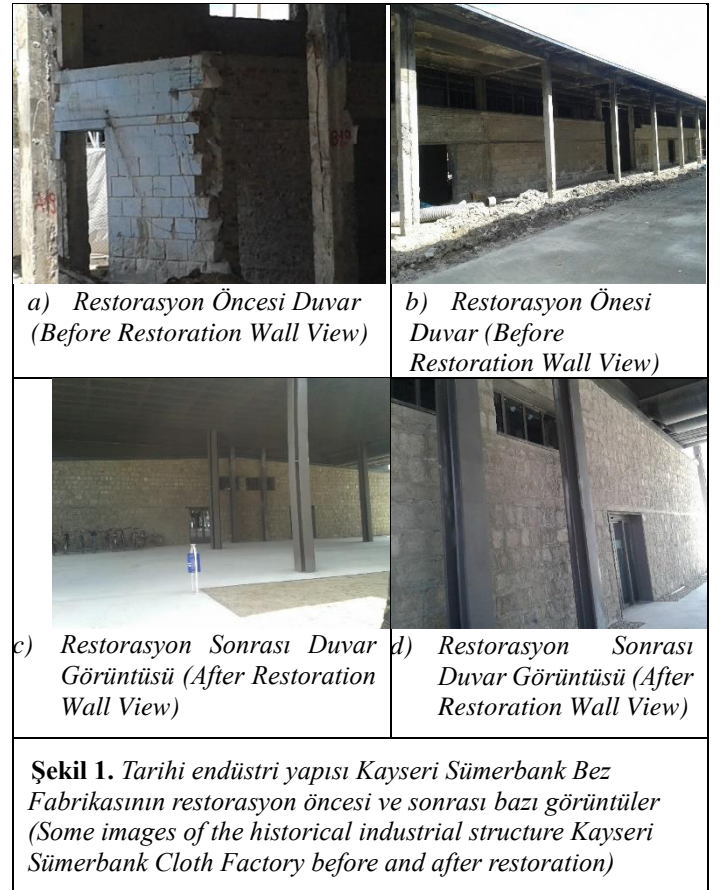 A18
a) Restorasyon Öncesi Duvar
(Before Restoration Wall View)
b) Restorasyon Önesi
Duvar (Before
Restoration Wall View)
c) Restorasyon Sonrası Duvar
Görüntüsü (After Restoration
Wall View)
d) Restorasyon Sonrası
Duvar Görüntüsü (After
Restoration Wall View)
Şekil 1. Tarihi endüstri yapısı Kayseri Sümerbank Bez
Fabrikasının restorasyon öncesi ve sonrası bazı görüntüler
(Some images of the historical industrial structure Kayseri
Sümerbank Cloth Factory before and after restoration)